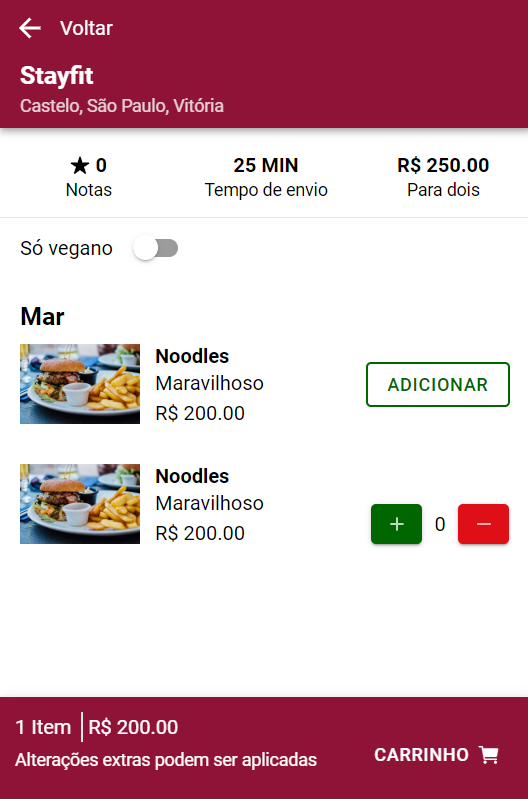 Voltar
Stayfit
Castelo, São Paulo, Vitória
★ 0
Notas
25 MIN
Tempo de envio
R$ 250.00
Para dois
Só vegano
Mar
Noodles
Maravilhoso
R$ 200.00
ADICIONAR
Noodles
Maravilhoso
R$ 200.00
+ 0 −
1 Item | R$ 200.00
Alterações extras podem ser aplicadas
CARRINHO